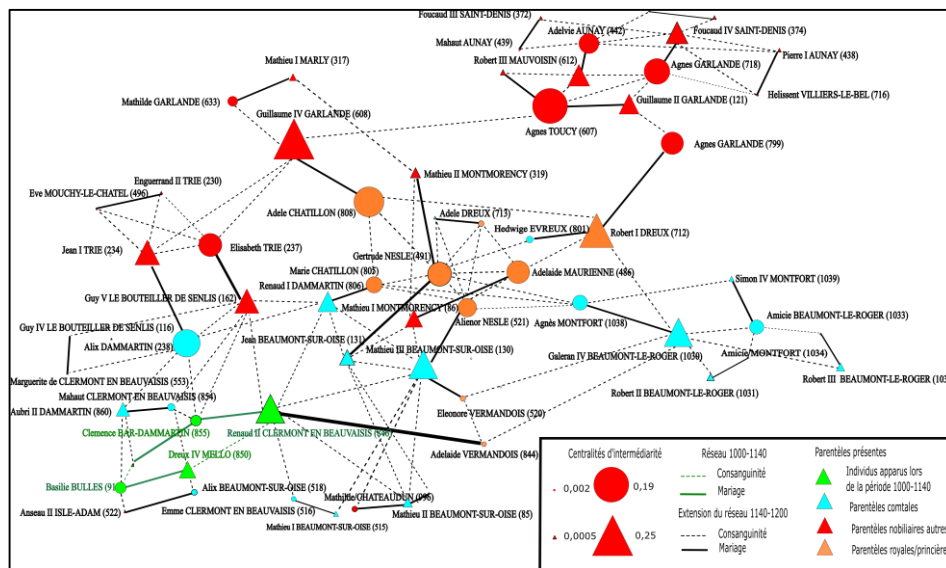 Foucaud III SAINT-DENIS (372)
Adelvie AUNAY (442)
Foucaud IV SAINT-DENIS (374)
Mahaut AUNAY (439)
Pierre I AUNAY (438)
Robert III MAUVOISIN (612)
Agnes GARLANDE (718)
Mathieu I MARLY (317)
Helissent VILLIERS-LE-BEL (716)
Mathilde GARLANDE (633)
Guillaume II GARLANDE (121)
Guillaume IV GARLANDE (608)
Agnes TOUCY (607)
Agnes GARLANDE (799)
Mathieu II MONTMORENCY (319)
Enguerrand II TRIE (230)
Eve MOUCHY-LE-CHATEL (496)
Adele CHATILLON (808)
Adele DREUX (713)
Hedwige EVREUX (801)
Robert I DREUX (712)
Jean I TRIE (234)
Elisabeth TRIE (237)
Gertrude NESLE (491)
Marie CHATILLON (805)
Adelaide MAURIENNE (486)
Simon IV MONTFORT (1039)
Renaud I DAMMARTIN (806)
Guy V LE BOUTEILLER DE SENLIS (162)
Mathieu I MONTMORENCY (86)
Alienor NESLE (521)
Amicie BEAUMONT-LE-ROGER (1033)
Agnès MONTFORT (1038)
Guy IV LE BOUTEILLER DE SENLIS (116)
Jean BEAUMONT-SUR-OISE (131)
Alix DAMMARTIN (238)
Mathieu III BEAUMONT-SUR-OISE (130)
Galeran IV BEAUMONT-LE-ROGER (1030)
Amicie MONTFORT (1034)
Marguerite de CLERMONT EN BEAUVAISIS (553)
Robert III BEAUMONT-LE-ROGER (103
Mahaut CLERMONT EN BEAUVAISIS (854)
Robert II BEAUMONT-LE-ROGER (1031)
Aubri II DAMMARTIN (860)
Eleonore VERMANDOIS (520)
Clemence BAR-DAMMARTIN (855)
Renaud II CLERMONT EN BEAUVAISIS (846)
Adelaide VERMANDOIS (844)
Dreux IV MELLO (850)
Basilie BULLES (91
Alix BEAUMONT-SUR-OISE (518)
Mathilde CHATEAUDUN (096)
Anseau II ISLE-ADAM (522)
Emme CLERMONT EN BEAUVAISIS (516)
Mathieu I BEAUMONT-SUR-OISE (515)
Mathieu II BEAUMONT-SUR-OISE (85)
Centralités d'intermédiarité
0,002
0,19
0,0005
0,25
Réseau 1000-1140
Consanguinité
Mariage
Extension du réseau 1140-1200
Consanguinité
Mariage
Parentèles présentes
Individus apparus lors
de la période 1000-1140
Parentèles comtales
Parentèles nobiliaires autres
Parentèles royales/princière